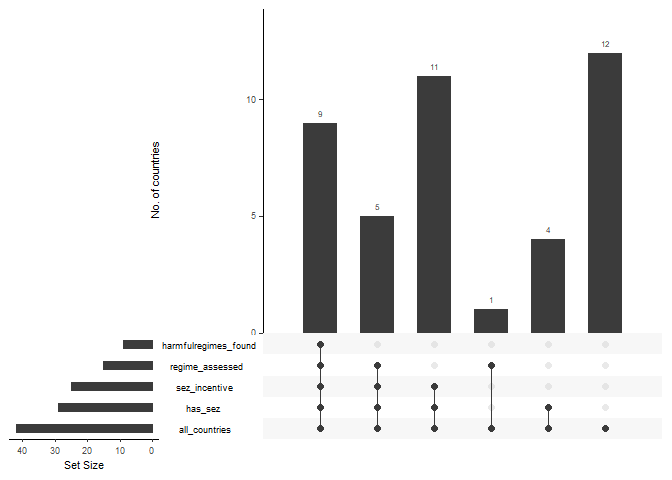 12
11
10
9
No. of countries
5
5
4
1
0
harmfulregimes_found
regime_assessed
sez_incentive
has_sez
all_countries
40 30 20 10 0
Set Size